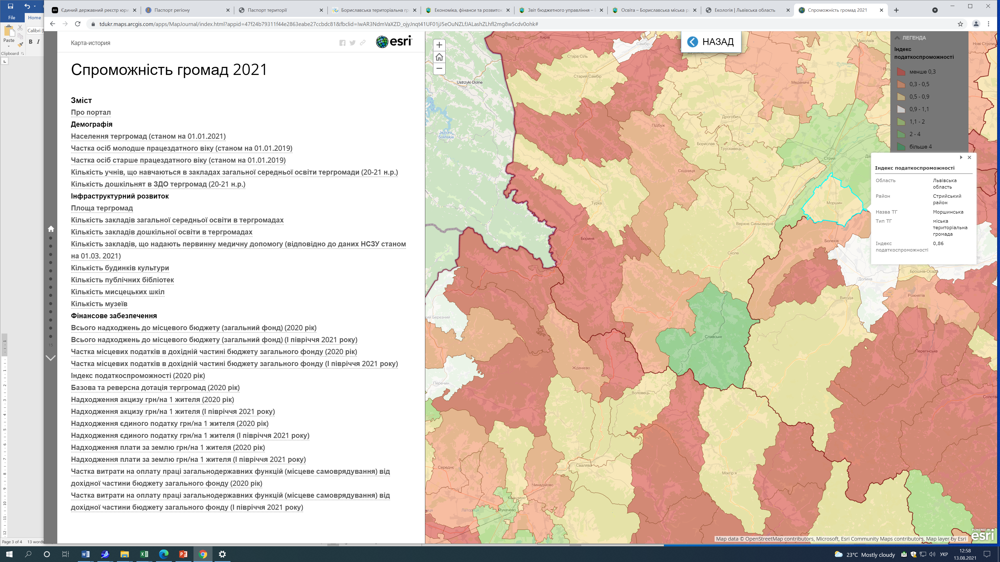 File
Home
Paste
Calibri
B I
Clipboard
Єдиний державний реєстр юри
Паспорт регіону
Паспорт території
Бориславська територіальна гр
Економіка, фінанси та розвиток
Звіт бюджетного управління –
Освіта – Бориславська міська р
Екологія | Львівська область
Спроможність громад 2021
tdukr.maps.arcgis.com/apps/MapJournal/index.html?appid=47f24b79311f44e2863eabe27ccbdc81&fbclid=IwAR3NdmVaXZD_ojyJnqt41UF01jJ5eOuNZLfJALashZLhfl2mg8w5cdv0ohk#
Карта-история
esri
Спроможність громад 2021
Зміст
Про портал
Демографія
Населення тергромад (станом на 01.01.2021)
Частка осіб молодше працездатного віку (станом на 01.01.2019)
Частка осіб старше працездатного віку (станом на 01.01.2019)
Кількість учнів, що навчаються в закладах загальної середньої освіти тергромади (20-21 н.р.)
Кількість дошкільнят в ЗДО тергромад (20-21 н.р.)
Інфраструктурний розвиток
Площа тергромад
Кількість закладів загальної середньої освіти в тергромадах
Кількість закладів дошкільної освіти в тергромадах
Кількість закладів, що надають первинну медичну допомогу (відповідно до даних НСЗУ станом
на 01.03. 2021)
Кількість будинків культури
Кількість публічних бібліотек
Кількість мисцецьких шкіл
Кількість музеїв
Фінансове забезпечення
Всього надходжень до місцевого бюджету (загальний фонд) (2020 рік)
Всього надходжень до місцевого бюджету (загальний фонд) (І півріччя 2021 року)
Частка місцевих податків в дохідній частині бюджету загального фонду (2020 рік)
Частка місцевих податків в дохідній частині бюджету загального фонду (І півріччя 2021 року)
Індекс податкоспроможності (2020 рік)
Базова та реверсна дотація тергромад (2020 рік)
Надходження акцизу грн/на 1 жителя (2020 рік)
Надходження акцизу грн/на 1 жителя (І півріччя 2021 року)
Надходження єдиного податку грн/на 1 жителя (2020 рік)
Надходження єдиного податку грн/на 1 жителя (І півріччя 2021 року)
Надходження плати за землю грн/на 1 жителя (2020 рік)
Надходження плати за землю грн/на 1 жителя (І півріччя 2021 року)
Частка витрати на оплату праці загальнодержавних функцій (місцеве самоврядування) від
дохідної частини бюджету загального фонду (2020 рік)
Частка витрати на оплату праці загальнодержавних функцій (місцеве самоврядування) від
дохідної частини бюджету загального фонду (І півріччя 2021 року)
15
НАЗАД
ЛЕГЕНДА
Індекс
податкоспроможності
менше 0,3
0,3 - 0,5
0,5 - 0,9
0,9 - 1,1
1,1 - 2
2 - 4
більше 4
Індекс податкоспроможності
Область Львівська
область
Район Стрийський
район
Назва ТГ Моршинська
Тип ТГ міська
територіальна
громада
Індекс 0,86
податкоспроможності
Хирів
Самбір
Миколаїв
Нові Стрілищ
Стара Сіль
Старий Самбір
Ustrzyki Dolne
Меденичі
Дрогобич
Підбуж
Jezioro
Solińskie
Борислав
Трускавець
Стрий
Східниця
Турка
Моршин
Верхнє Синьовидне
Бориня
Болехів
Сколе
Долина
Брошнів-Осада
Рожнятів
Вигода
кий Березний
Славське
Перегінське
Жденієво
Перечин
Воловець
Солотв
Свалява
Середнє
Міжгір'я
Чинадійово
Кольчино
Латориця
Мукачево
Map data © OpenStreetMap contributors, Microsoft, Esri Community Maps contributors, Map layer by Esri
POWERED BY
esri
Page 3 of 4 13 words
23°C Mostly cloudy
УКР
12:58
13.08.2021